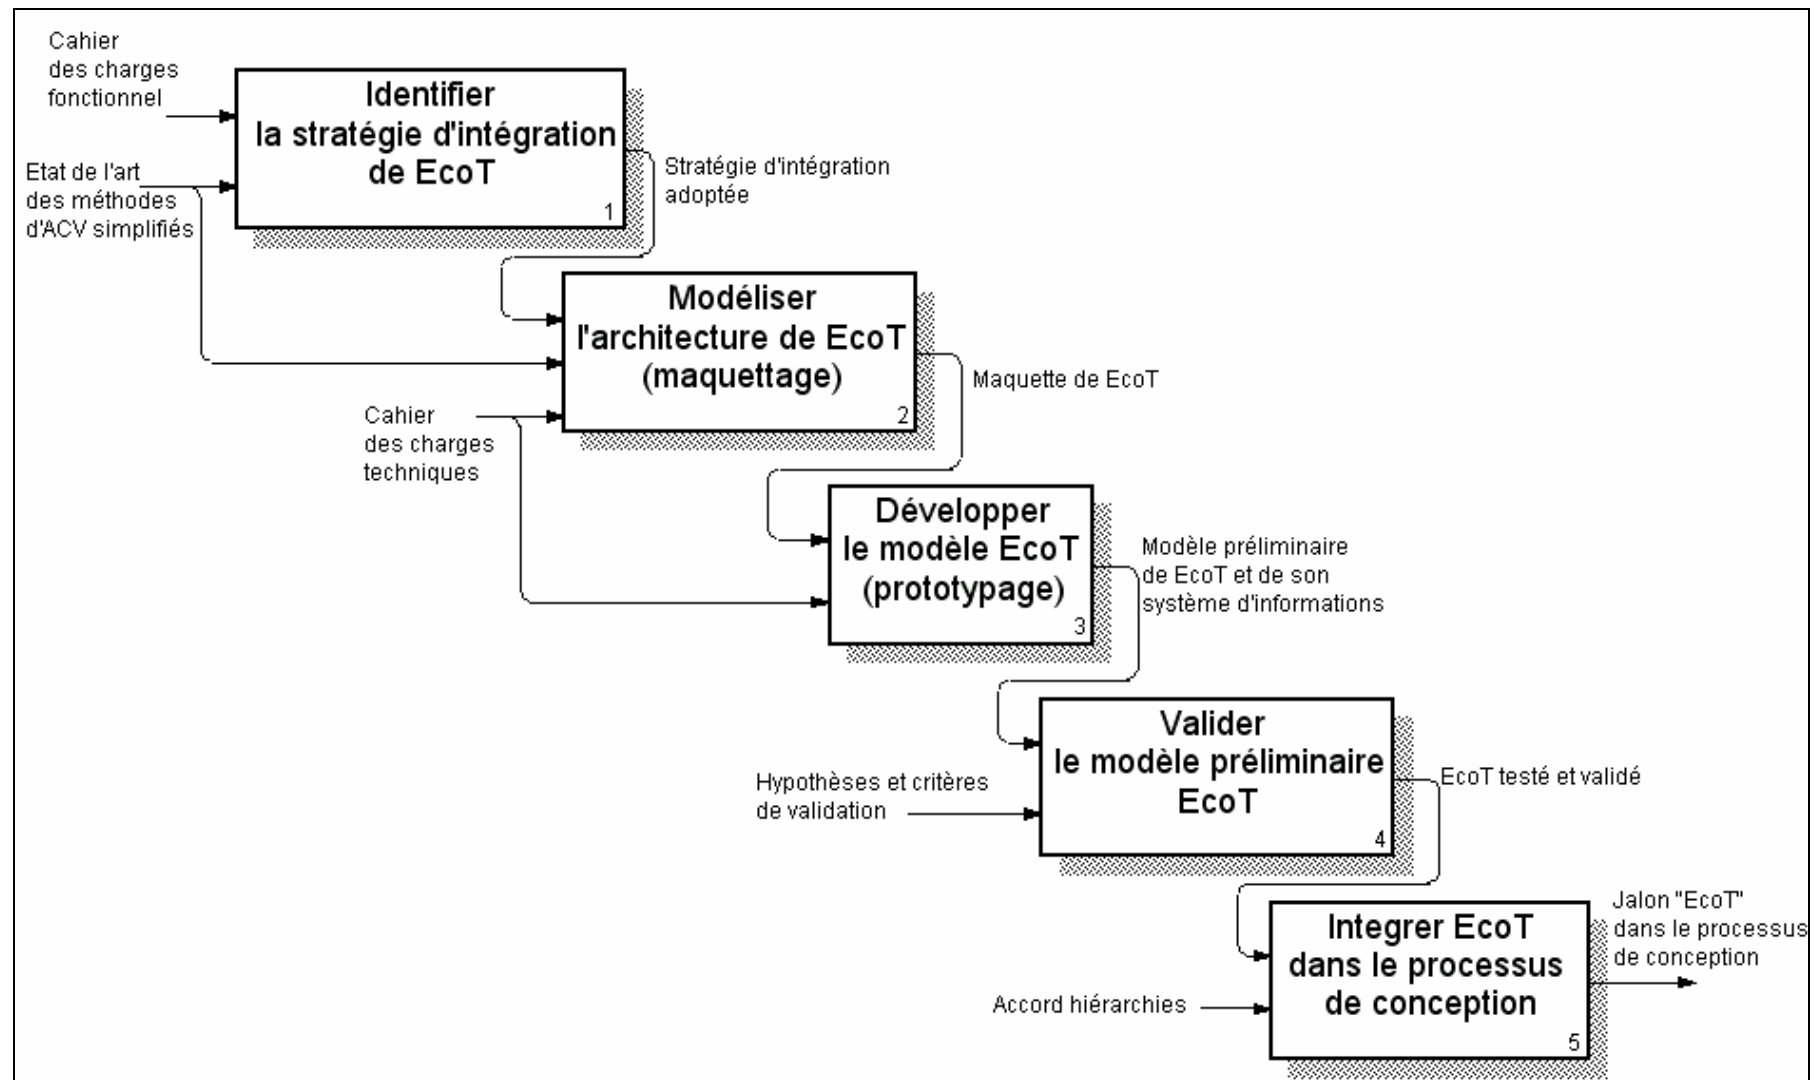 Cahier
des charges
fonctionnel
Identifier
la stratégie d'intégration
de EcoT
1
Etat de l'art
des méthodes
d'ACV simplifiés
Stratégie d'intégration
adoptée
Modéliser
l'architecture de EcoT
(maquettage)
2
Maquette de EcoT
Cahier
des charges
techniques
Développer
le modèle EcoT
(prototypage)
3
Modèle préliminaire
de EcoT et de son
système d'informations
Valider
le modèle préliminaire
EcoT
4
Hypothèses et critères
de validation
EcoT testé et validé
Integrer EcoT
dans le processus
de conception
5
Jalon "EcoT"
dans le processus
de conception
Accord hiérarchies